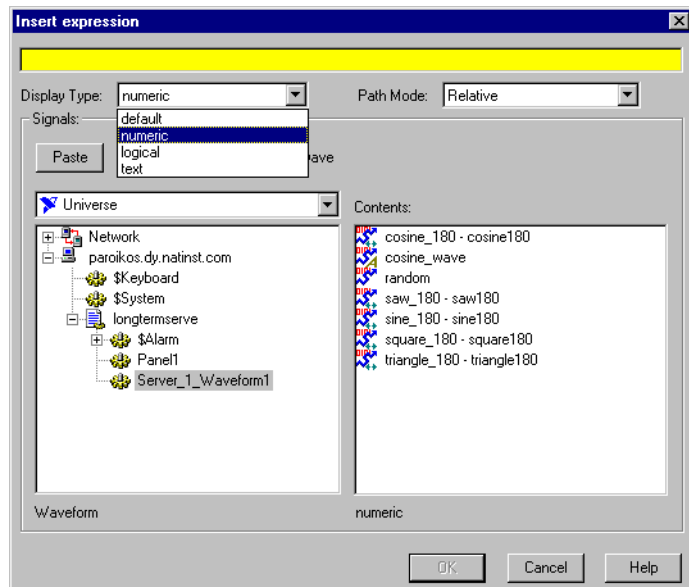 Insert expression
Display Type: numeric Path Mode: Relative
default
Signals:
numeric
logical
Paste
text
Universe
Contents:
Network
paroikos.dy.natinst.com
$Keyboard
$System
longtermserve
$Alarm
Panel1
Server_1_Waveform1
cosine_180 - cosine180
cosine_wave
random
saw_180 - saw180
sine_180 - sine180
square_180 - square180
triangle_180 - triangle180
Waveform
numeric
OK Cancel Help